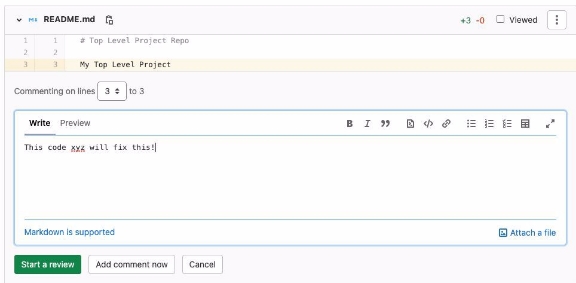 README.md +3 -0 Viewed
1 1 # Top Level Project Repo
2 2
3 3 My Top Level Project
Commenting on lines 3 to 3
Write Preview B I
This code xyz will fix this!
Markdown is supported Attach a file
Start a review Add comment now Cancel